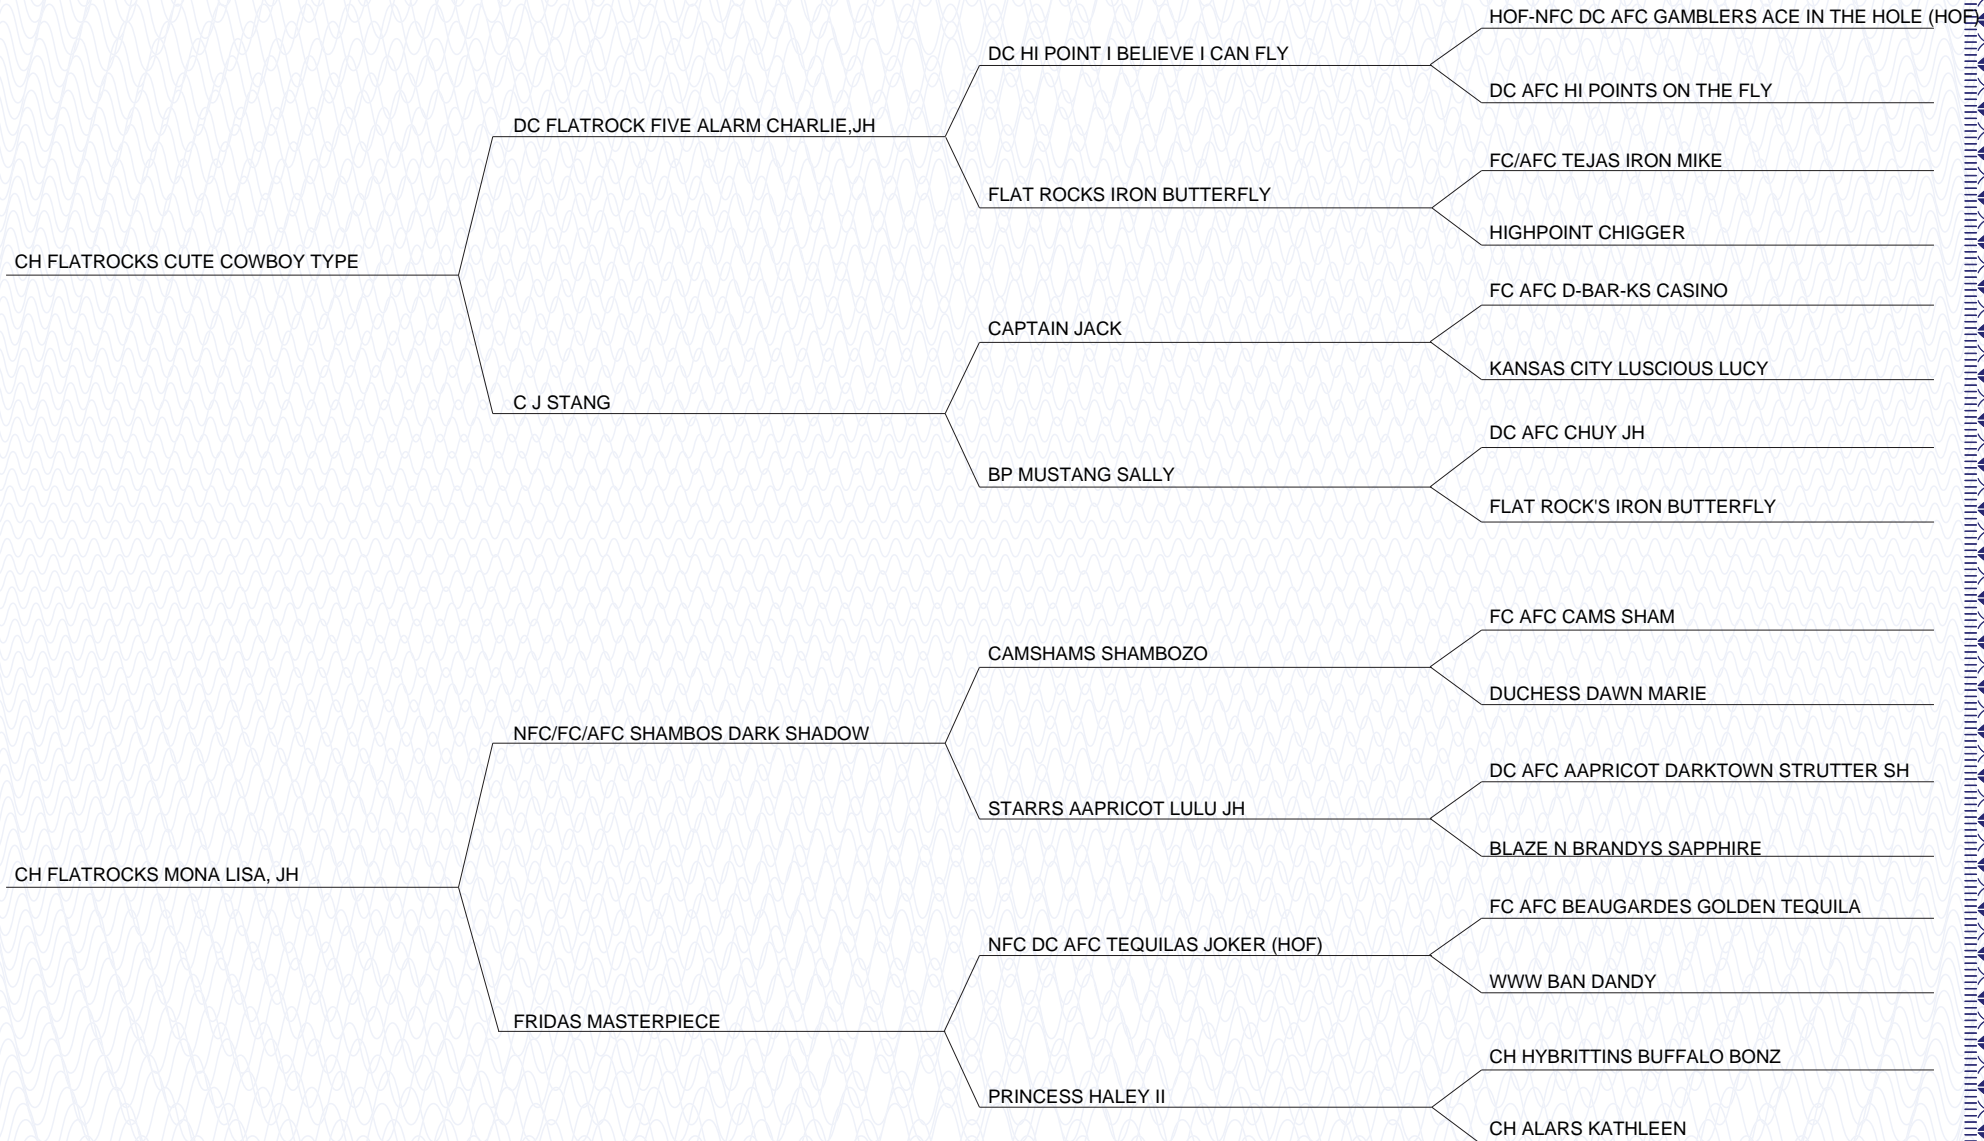 HOF-NFC DC AFC GAMBLERS ACE IN THE HOLE (HOF)
DC HI POINT I BELIEVE I CAN FLY
DC AFC HI POINTS ON THE FLY
DC FLATROCK FIVE ALARM CHARLIE,JH
FC/AFC TEJAS IRON MIKE
FLAT ROCKS IRON BUTTERFLY
HIGHPOINT CHIGGER
CH FLATROCKS CUTE COWBOY TYPE
FC AFC D-BAR-KS CASINO
CAPTAIN JACK
KANSAS CITY LUSCIOUS LUCY
C J STANG
DC AFC CHUY JH
BP MUSTANG SALLY
FLAT ROCK'S IRON BUTTERFLY
FC AFC CAMS SHAM
CAMSHAMS SHAMBOZO
DUCHESS DAWN MARIE
NFC/FC/AFC SHAMBOS DARK SHADOW
DC AFC AAPRICOT DARKTOWN STRUTTER SH
STARRS AAPRICOT LULU JH
BLAZE N BRANDYS SAPPHIRE
CH FLATROCKS MONA LISA, JH
FC AFC BEAUGARDES GOLDEN TEQUILA
NFC DC AFC TEQUILAS JOKER (HOF)
WWW BAN DANDY
FRIDAS MASTERPIECE
CH HYBRITTINS BUFFALO BONZ
PRINCESS HALEY II
CH ALARS KATHLEEN